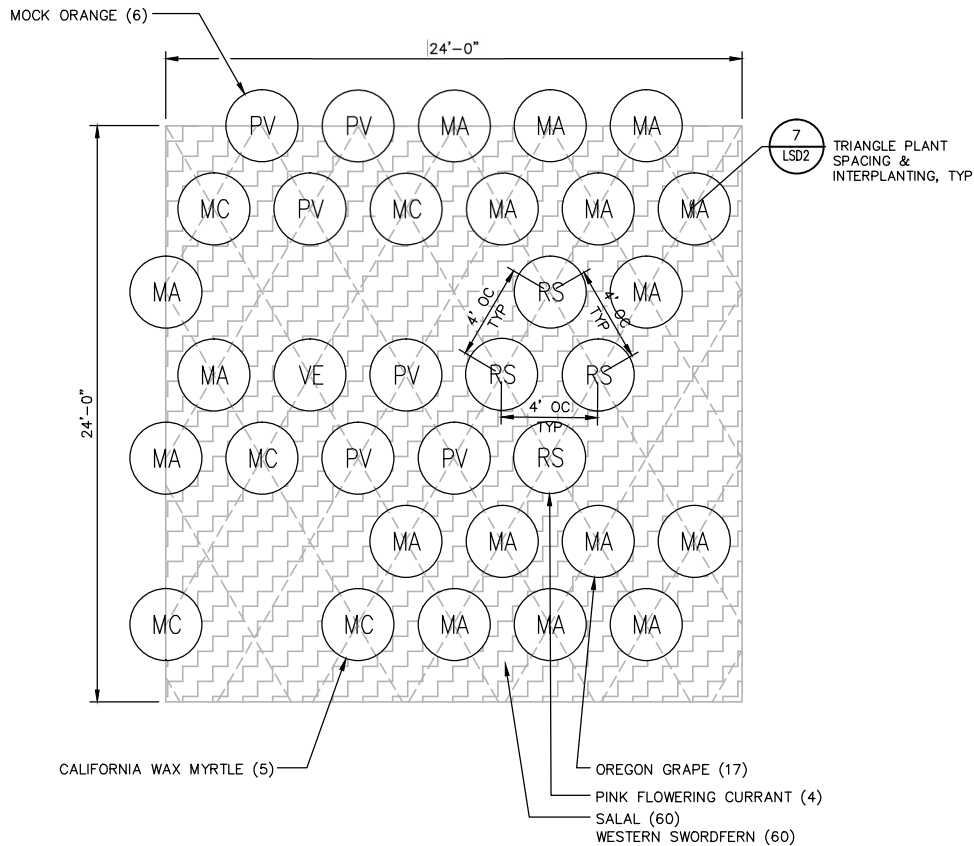 MOCK ORANGE (6)
24'-0"
PV PV MA MA MA
7
LSD2
TRIANGLE PLANT
SPACING &
INTERPLANTING, TYP
MC PV MC MA MA MA
MA RS MA
4' OC
TYP
4' OC
TYP
MA VE PV RS RS
4' OC
TYP
24'-0"
MA MC PV PV RS
MA MA MA MA
MC MC MA MA MA
CALIFORNIA WAX MYRTLE (5)
OREGON GRAPE (17)
PINK FLOWERING CURRANT (4)
SALAL (60)
WESTERN SWORDFERN (60)